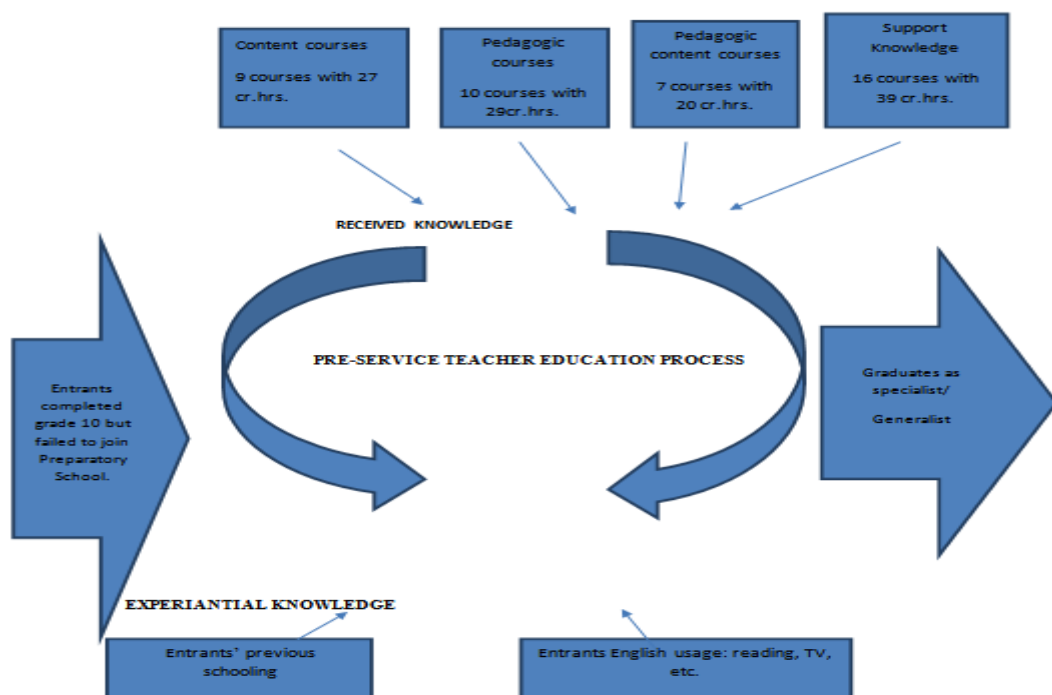 Content courses
9 courses with 27
cr.hrs.
Pedagogic
courses
10 courses with
29cr.hrs.
Pedagogic
content courses
7 courses with
20 cr.hrs.
Support
Knowledge
16 courses with
39 cr.hrs.
RECEIVED KNOWLEDGE
PRE-SERVICE TEACHER EDUCATION PROCESS
Entrants
completed
grade 10 but
failed to join
Preparatory
School.
Graduates as
specialist/
Generalist
EXPERIANTIAL KNOWLEDGE
Entrants’ previous
schooling
Entrants English usage: reading, TV,
etc.